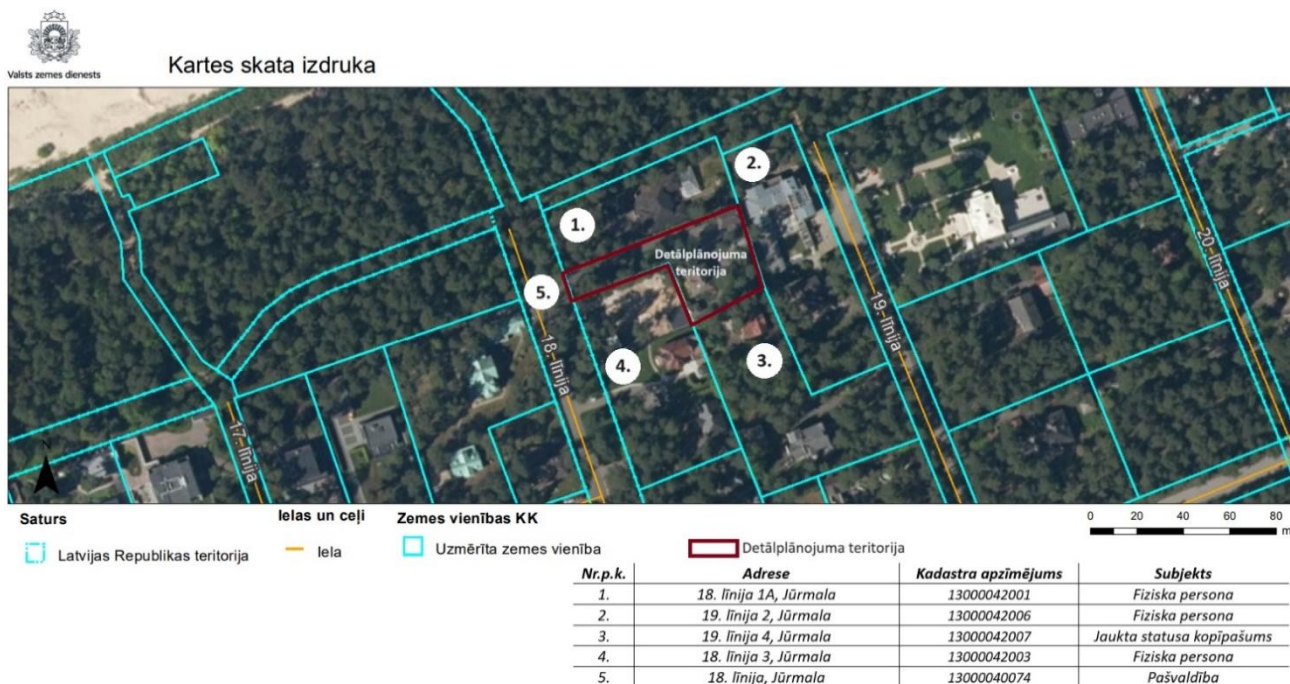 Valsts zemes dienests
Kartes skata izdruka
1.
2.
Detālplānojuma
teritorija
5.
4.
3.
17. līnija
18. līnija
19. līnija
20. līnija
N
Saturs
Ielas un ceļi
Zemes vienības KK
0 20 40 60 80
m
Latvijas Republikas teritorija
Iela
Uzmērīta zemes vienība
Detālplānojuma teritorija
Nr.p.k. Adrese Kadastra apzīmējums Subjekts
1. 18. līnija 1A, Jūrmala 13000042001 Fiziska persona
2. 19. līnija 2, Jūrmala 13000042006 Fiziska persona
3. 19. līnija 4, Jūrmala 13000042007 Jaukta statusa kopīpašums
4. 18. līnija 3, Jūrmala 13000042003 Fiziska persona
5. 18. līnija, Jūrmala 13000040074 Pašvaldība